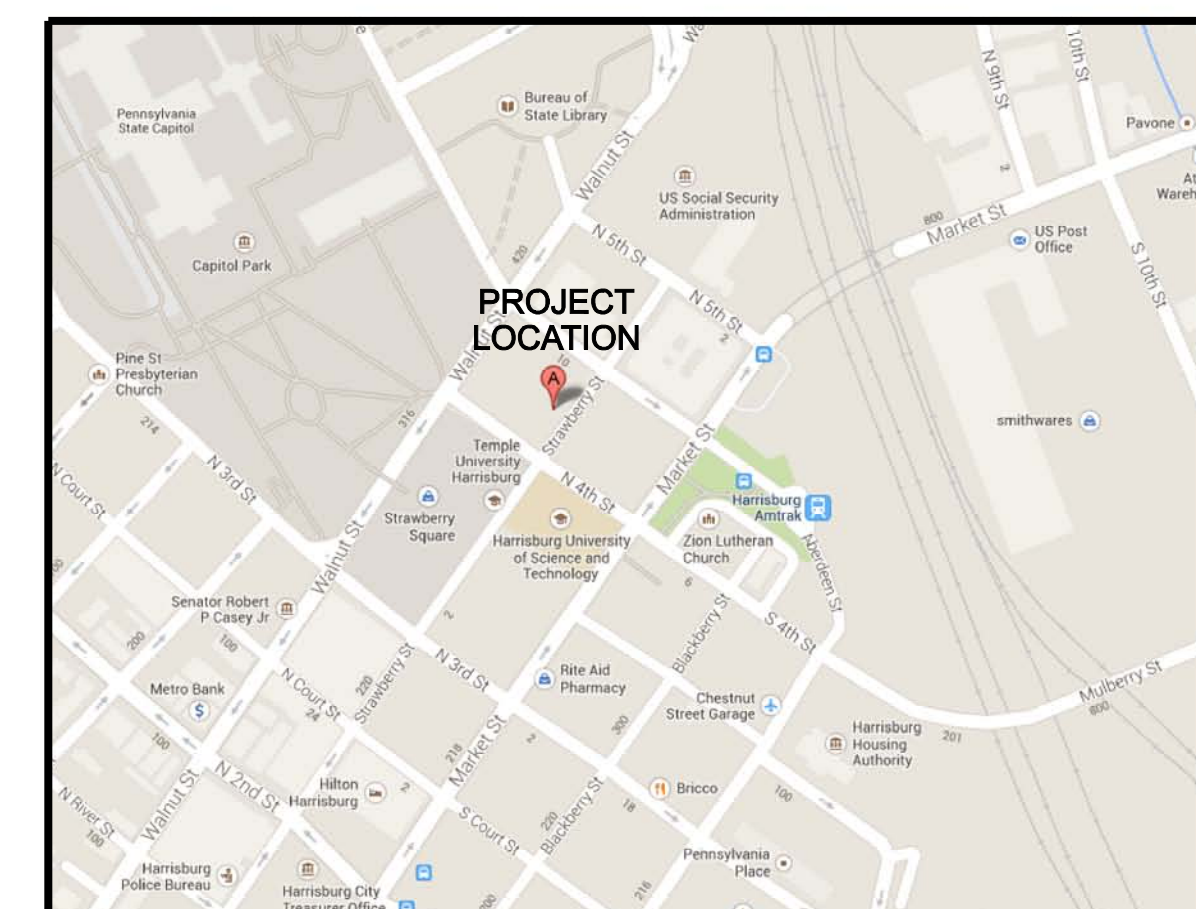 Pennsylvania
State Capitol
Bureau of
State Library
Walnut St
N 9th St
10th St
Pavone
US Social Security
Administration
800
Market St
US Post
Office
2
S 10th St
Capitol Park
N 5th St
420
PROJECT
LOCATION
N 5th St
2
10
A
Walnut St
Strawberry St
Pine St
Presbyterian
Church
214
316
smithwares
Temple
University
Harrisburg
Market St
N 3rd St
N Court St
N 4th St
Strawberry
Square
Harrisburg
Amtrak
Harrisburg University
of Science and
Technology
Zion Lutheran
Church
Walnut St
Aberdeen St
6
Senator Robert
P Casey Jr
2
Blackberry St
S 4th St
200
100
N 3rd St
Strawberry St
220
Rite Aid
Pharmacy
Mulberry St
600
Metro Bank
$
N Court St
24
Chestnut
Street Garage
300
201
Harrisburg
Housing
Authority
100
218
Market St
2
N 2nd St
Hilton
Harrisburg
2
Bricco
100
18
Walnut St
N River St
100
S Court St
220
Blackberry St
Harrisburg
Police Bureau
Pennsylvania
Place
Harrisburg City
Treasurer Office
216